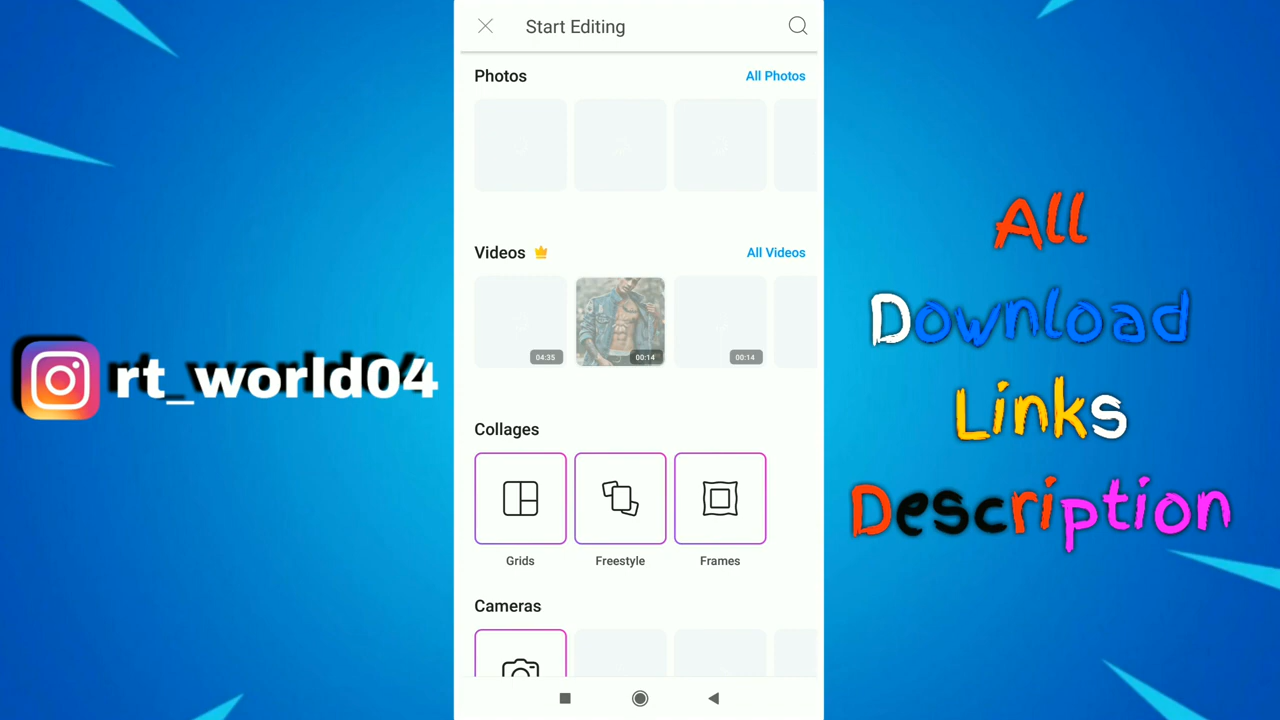 Start Editing
Photos
All Photos
Videos
All Videos
04:35
00:14
00:14
Collages
Grids
Freestyle
Frames
Cameras
rt_world04
All
Download
Links
Description